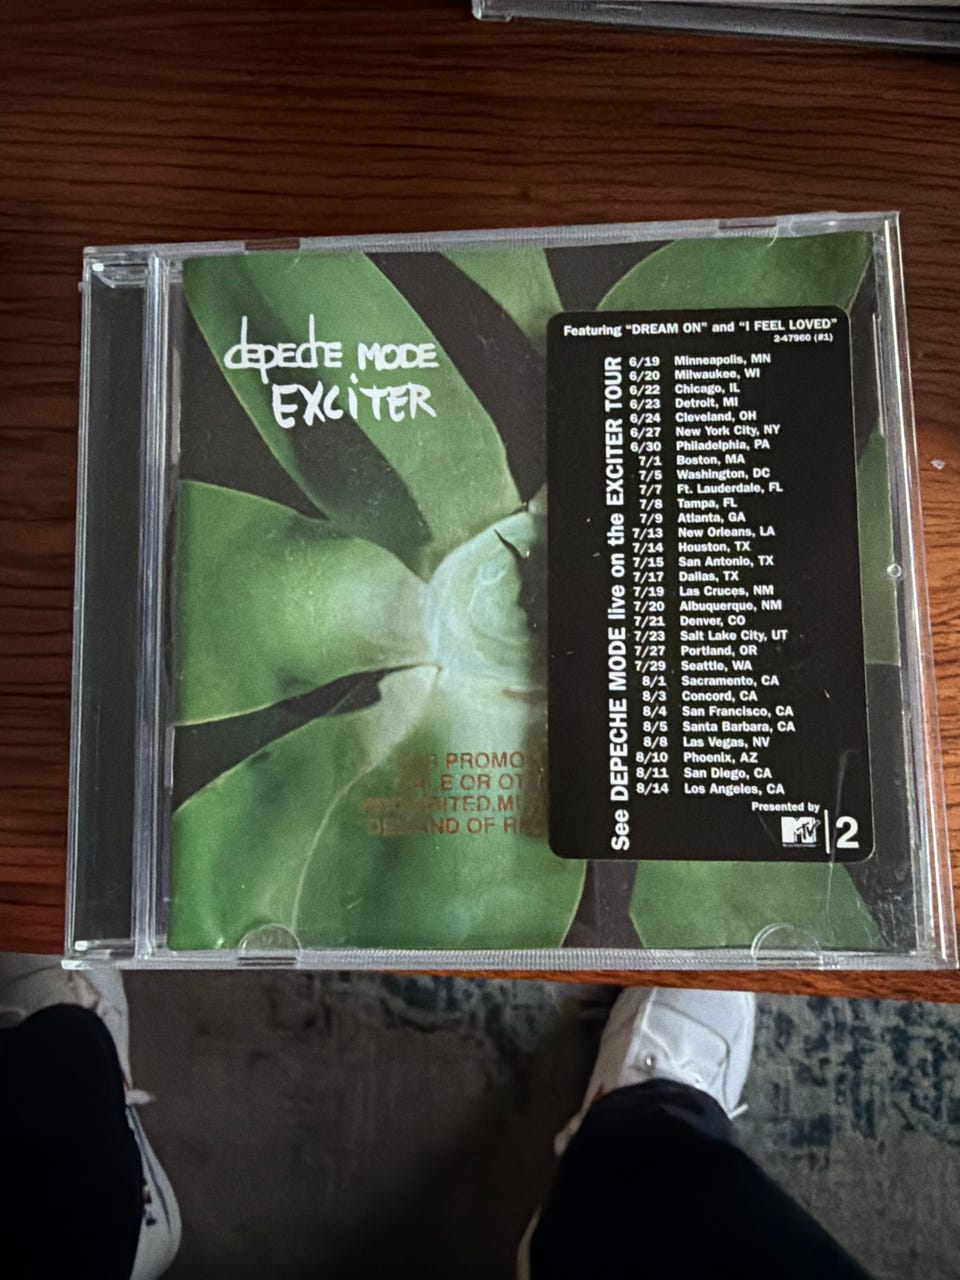 depeche MODE
EXCiTER
Featuring "DREAM ON" and "I FEEL LOVED"
2-47960 (#1)
See DEPECHE MODE live on the EXCITER TOUR
6/19 Minneapolis, MN
6/20 Milwaukee, WI
6/22 Chicago, IL
6/23 Detroit, MI
6/24 Cleveland, OH
6/27 New York City, NY
6/30 Philadelphia, PA
7/1 Boston, MA
7/5 Washington, DC
7/7 Ft. Lauderdale, FL
7/8 Tampa, FL
7/9 Atlanta, GA
7/13 New Orleans, LA
7/14 Houston, TX
7/15 San Antonio, TX
7/17 Dallas, TX
7/19 Las Cruces, NM
7/20 Albuquerque, NM
7/21 Denver, CO
7/23 Salt Lake City, UT
7/27 Portland, OR
7/29 Seattle, WA
8/1 Sacramento, CA
8/3 Concord, CA
8/4 San Francisco, CA
8/5 Santa Barbara, CA
8/8 Las Vegas, NV
8/10 Phoenix, AZ
8/11 San Diego, CA
8/14 Los Angeles, CA
Presented by
MTV 2
PROMO
OR OT
OF